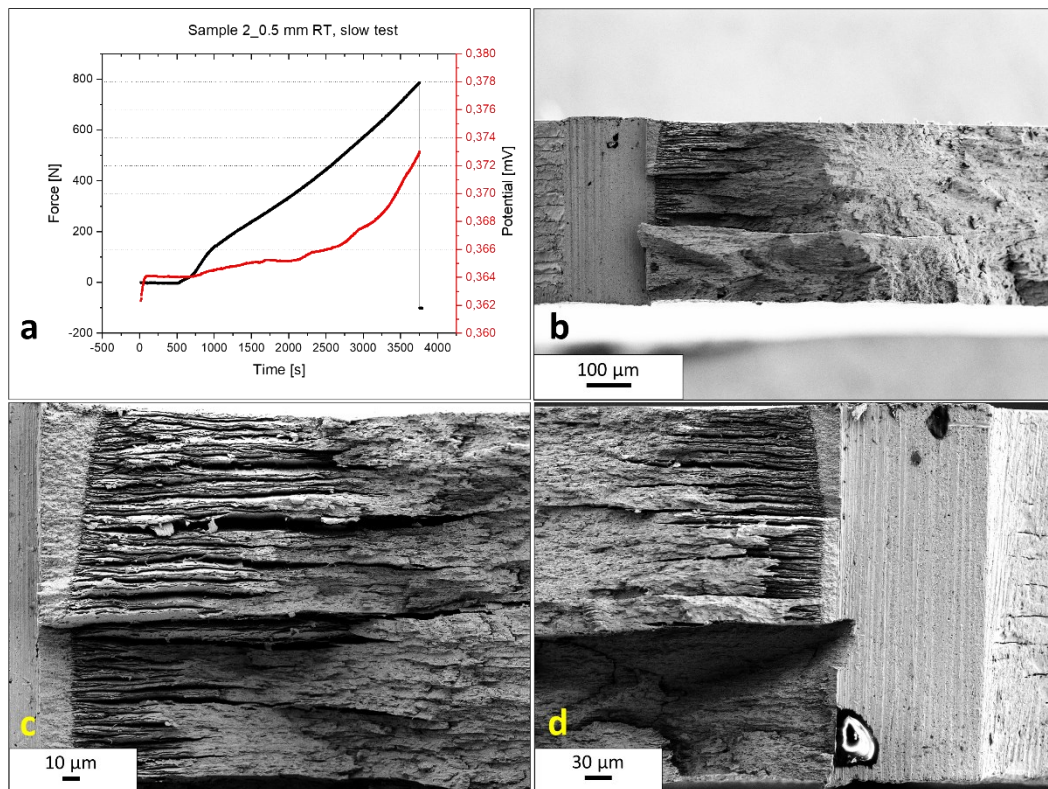 Sample 2_0.5 mm RT, slow test
Force [N]
800
600
400
200
0
-200
-500
0
500
1000
1500
2000
2500
3000
3500
4000
Time [s]
0,380
0,378
0,374
0,372
0,370
0,368
0,366
0,364
0,362
0,360
Potential [mV]
a
b
100 µm
c
10 µm
d
30 µm